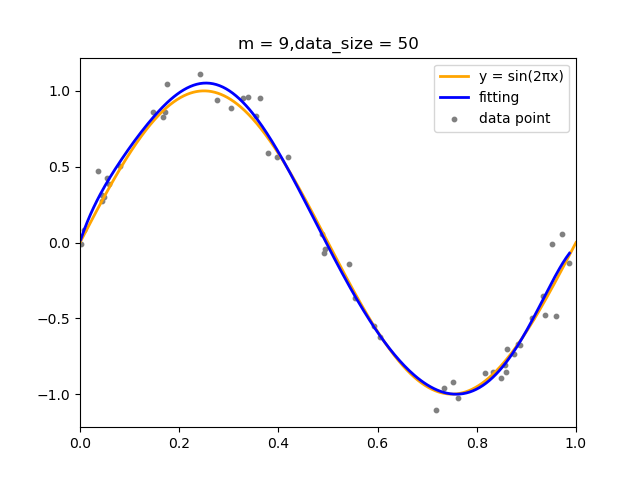 m = 9,data_size = 50
y = sin(2πx)
fitting
data point
1.0
0.5
0.0
−0.5
−1.0
0.0 0.2 0.4 0.6 0.8 1.0